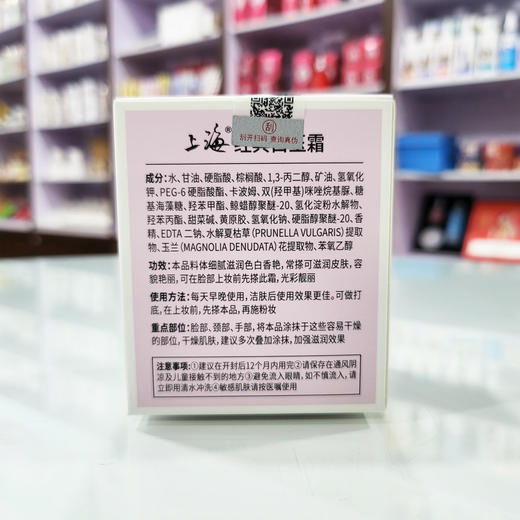 刮
刮开扫码 查询真伪
上海®经典白玉霜
成分:水、甘油、硬脂酸、棕榈酸、1,3-丙二醇、矿油、氢氧化
钾、PEG-6 硬脂酸酯、卡波姆、双(羟甲基)咪唑烷基脲、糖
基海藻糖、羟苯甲酯、鲸蜡醇聚醚-20、氢化淀粉水解物、
羟苯丙酯、甜菜碱、黄原胶、氢氧化钠、硬脂醇聚醚-20、香
精、EDTA 二钠、水解夏枯草 (PRUNELLA VULGARIS) 提取
物、玉兰 (MAGNOLIA DENUDATA) 花提取物、苯氧乙醇
功效:本品料体细腻滋润色白香艳,常搽可滋润皮肤,容
貌艳丽,可在脸部上妆前先搽此霜,光彩靓丽
使用方法:每天早晚使用,洁肤后使用效果更佳。可做打
底,在上妆前,先搽本品,再施粉妆
重点部位:脸部、颈部、手部,将本品涂抹于这些容易干燥
的部位,干燥肌肤,建议多次叠加涂抹,加强滋润效果
注意事项:①建议在开封后12个月内用完②请保存在通风阴
凉及儿童接触不到的地方③避免流入眼睛,如不慎流入,请
立即用清水冲洗④敏感肌肤请按医嘱使用